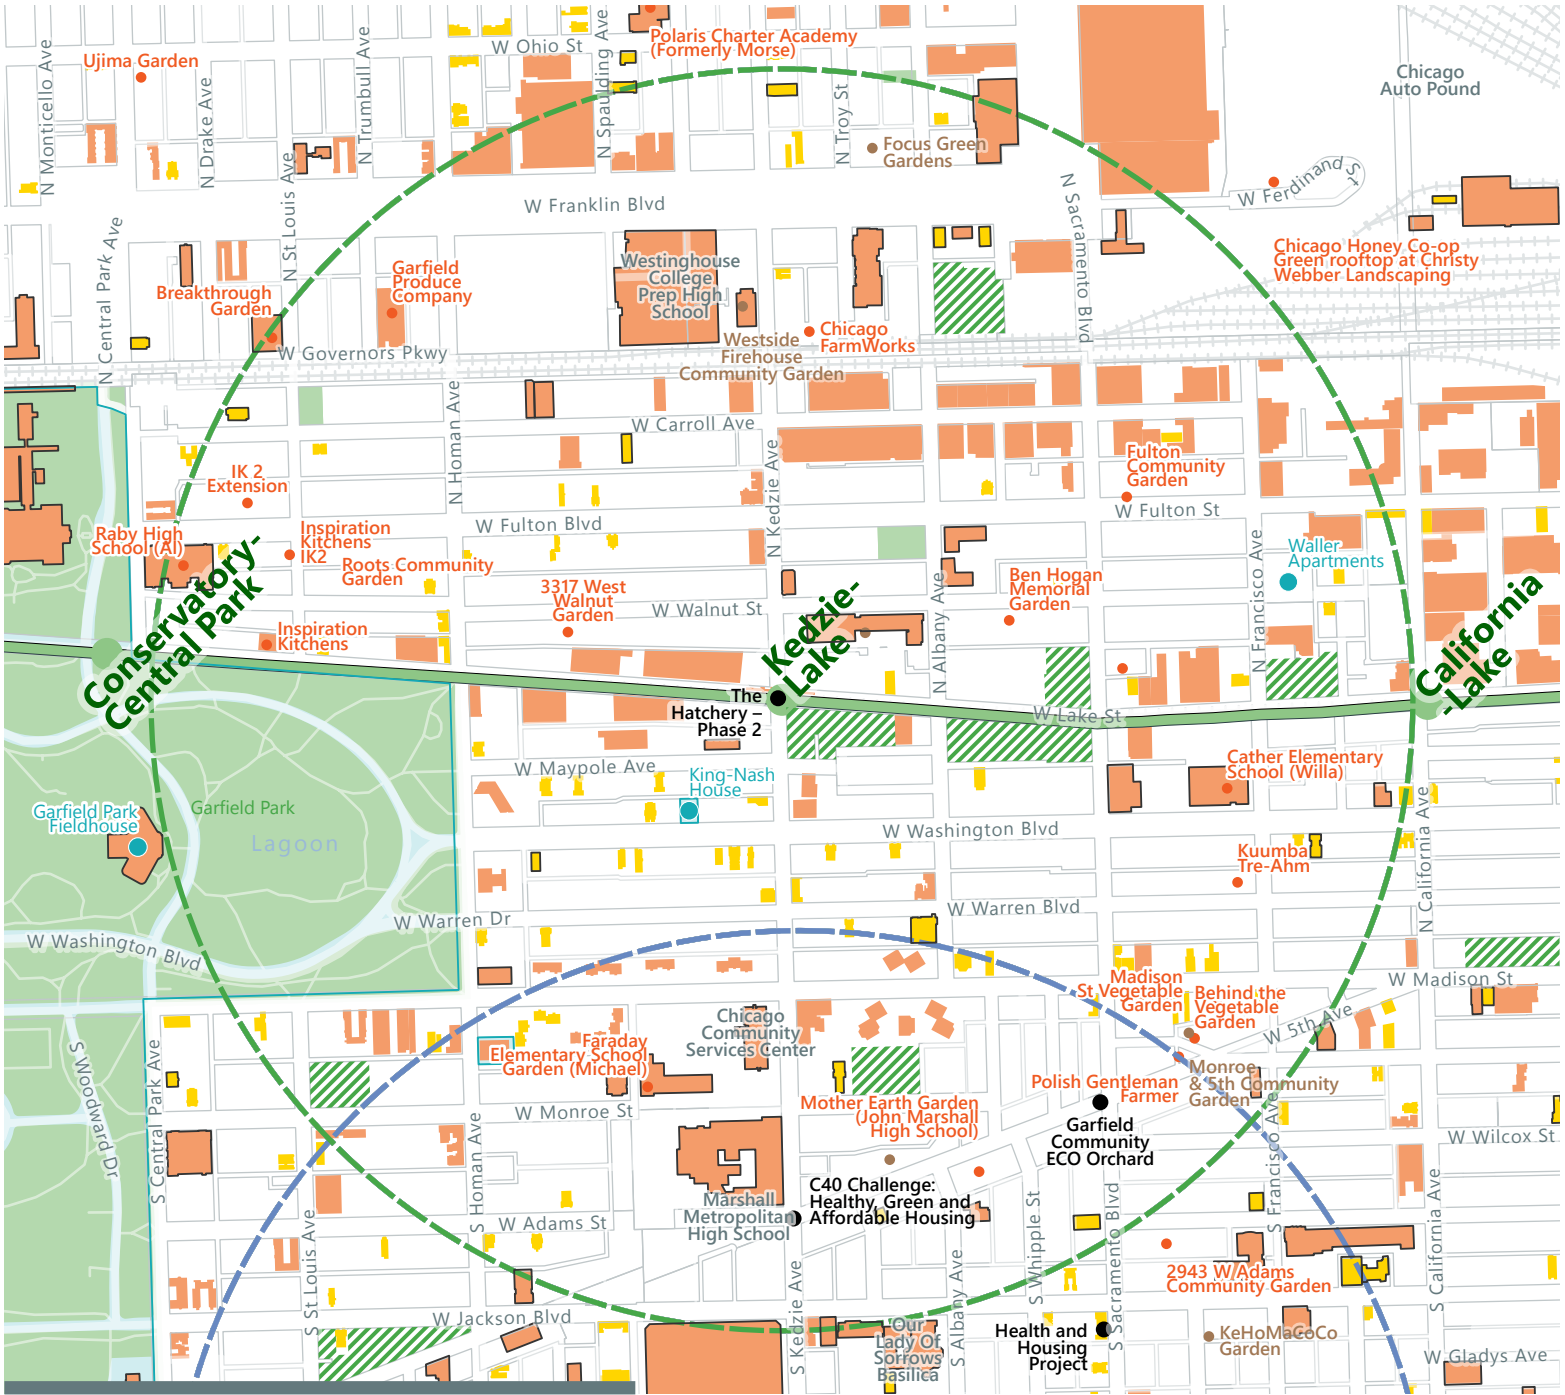 W Ohio St
Polaris Charter Academy
(Formerly Morse)
Ujima Garden
Chicago
Auto Pound
N Monticello Ave
N Drake Ave
N Trumbull Ave
N Spaulding Ave
N Troy St
Focus Green
Gardens
N St Louis Ave
W Ferdinand St
W Franklin Blvd
N Sacramento Blvd
N Central Park Ave
Chicago Honey Co-op
Green rooftop at Christy
Webber Landscaping
Westinghouse
College
Prep High
School
Garfield
Produce
Company
Breakthrough
Garden
Chicago
FarmWorks
Westside
Firehouse
Community Garden
W Governors Pkwy
W Carroll Ave
N Homan Ave
N Kedzie Ave
Fulton
Community
Garden
IK 2
Extension
W Fulton St
W Fulton Blvd
Raby High
School (Al)
Inspiration
Kitchens
IK2
Roots Community
Garden
Waller
Apartments
N Francisco Ave
Conservatory-
Central Park
3317 West
Walnut
Garden
W Walnut St
Kedzie-
Lake
N Albany Ave
Ben Hogan
Memorial
Garden
California
-Lake
Inspiration
Kitchens
The
Hatchery –
Phase 2
W Lake St
W Maypole Ave
King-Nash
House
Cather Elementary
School (Willa)
Garfield Park
Fieldhouse
Garfield Park
Lagoon
W Washington Blvd
N California Ave
Kuumba
Tre-Ahm
W Warren Dr
W Warren Blvd
W Washington Blvd
W Madison St
Madison
St Vegetable
Garden
Behind the
Vegetable
Garden
W 5th Ave
Chicago
Community
Services Center
Faraday
Elementary School
Garden (Michael)
S Woodward Dr
S Central Park Ave
Monroe
& 5th Community
Garden
Polish Gentleman
Farmer
Mother Earth Garden
(John Marshall
High School)
W Monroe St
S Homan Ave
Garfield
Community
ECO Orchard
S Francisco Ave
W Wilcox St
C40 Challenge:
Healthy, Green and
Affordable Housing
Marshall
Metropolitan
High School
W Adams St
S St Louis Ave
S Whipple St
S Sacramento Blvd
S California Ave
S Kedzie Ave
S Albany Ave
2943 W Adams
Community Garden
W Jackson Blvd
Our
Lady Of
Sorrows
Basilica
Health and
Housing
Project
KeHoMaCoCo
Garden
W Gladys Ave